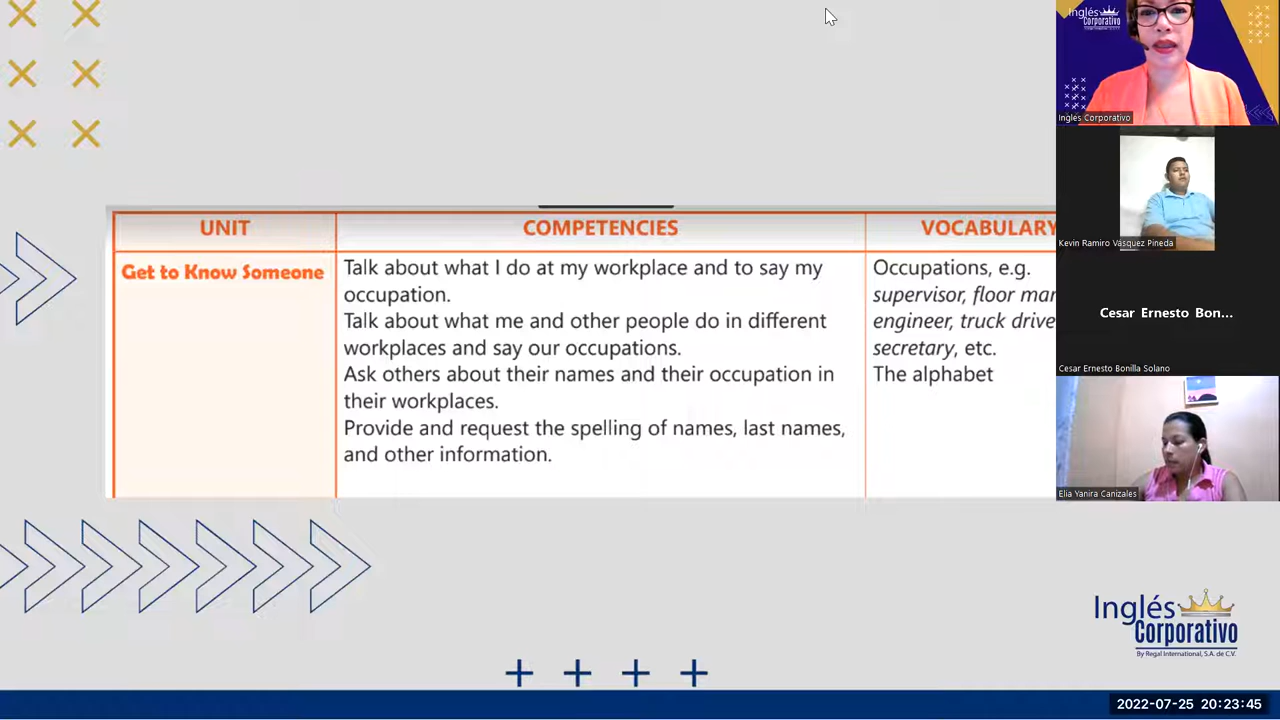 UNIT
COMPETENCIES
VOCABULARY
Get to Know Someone
Talk about what I do at my workplace and to say my
occupation.
Talk about what me and other people do in different
workplaces and say our occupations.
Ask others about their names and their occupation in
their workplaces.
Provide and request the spelling of names, last names,
and other information.
Occupations, e.g.
supervisor, floor mar
engineer, truck drive
secretary, etc.
The alphabet
Inglés
Corporativo
Inglés Corporativo
Kevin Ramiro Vásquez Pineda
Cesar Ernesto Bon...
Cesar Ernesto Bonilla Solano
Elia Yanira Canizales
Inglés
Corporativo
By Regal International, S.A. de C.V.
2022-07-25 20:23:45